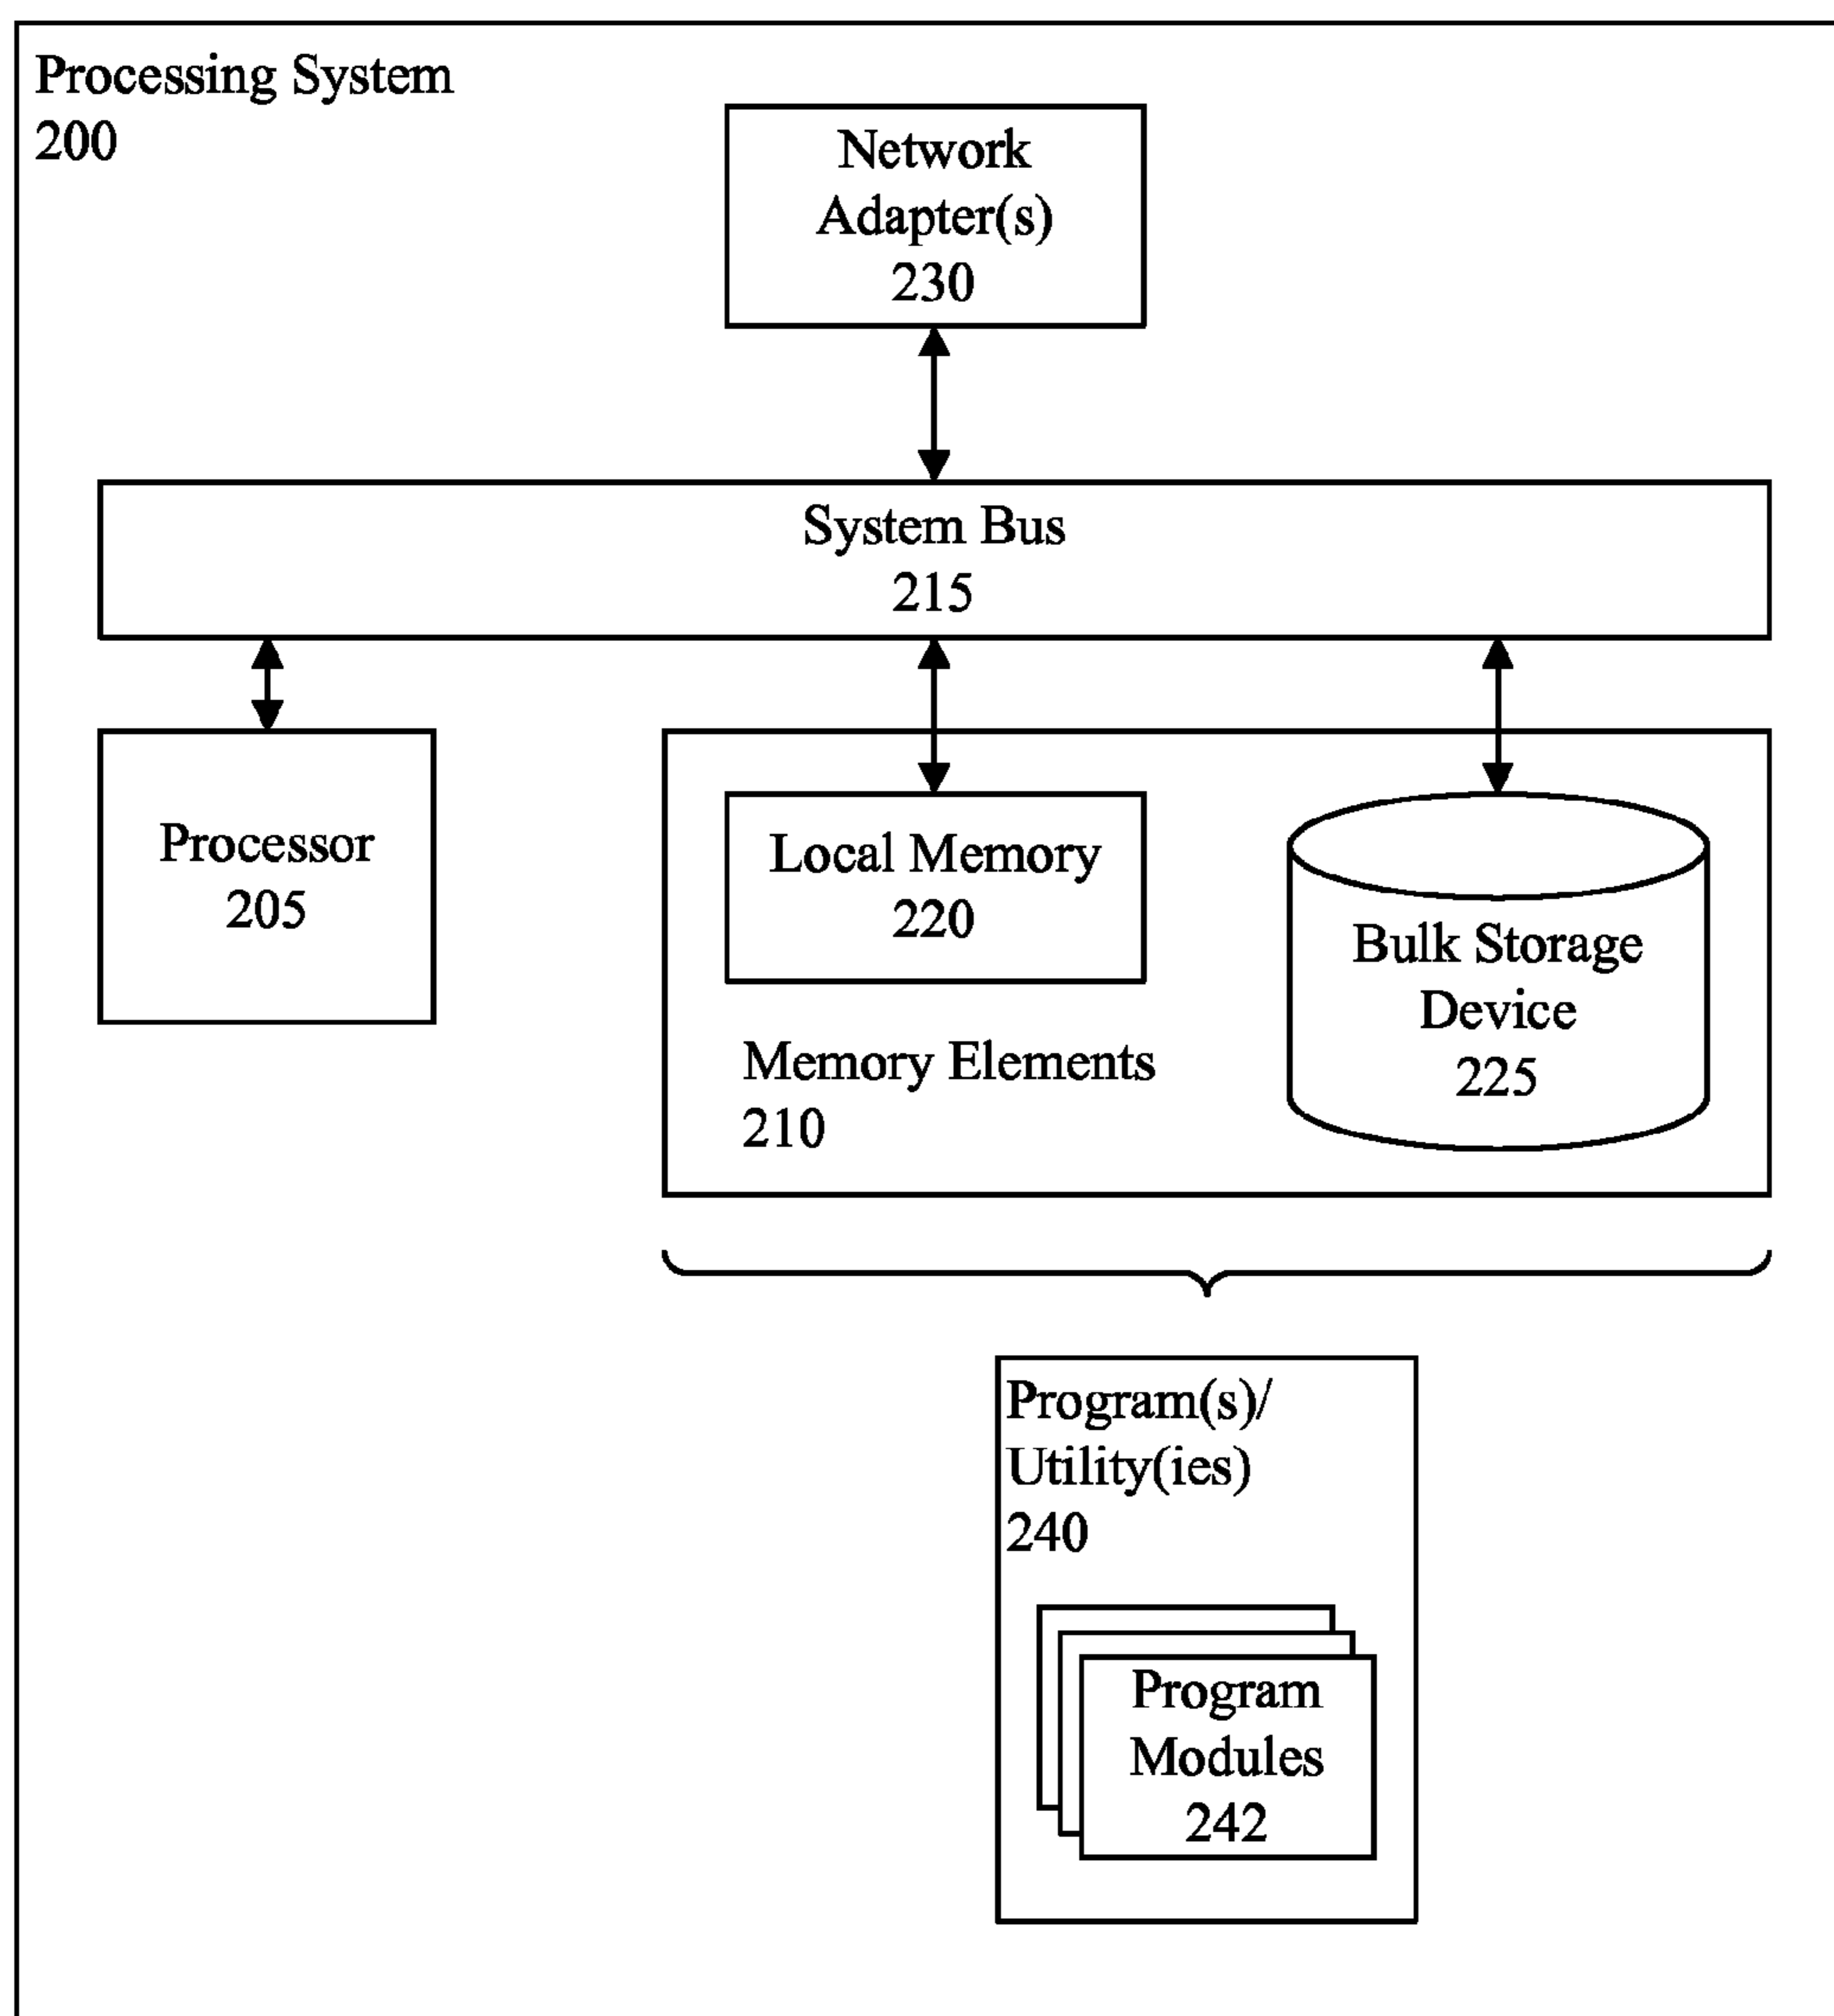 Processing System
200
Network
Adapter(s)
230
System Bus
215
Processor
205
Local Memory
220
Memory Elements
210
Bulk Storage
Device
225
Program(s)/
Utility(ies)
240
Program
Modules
242